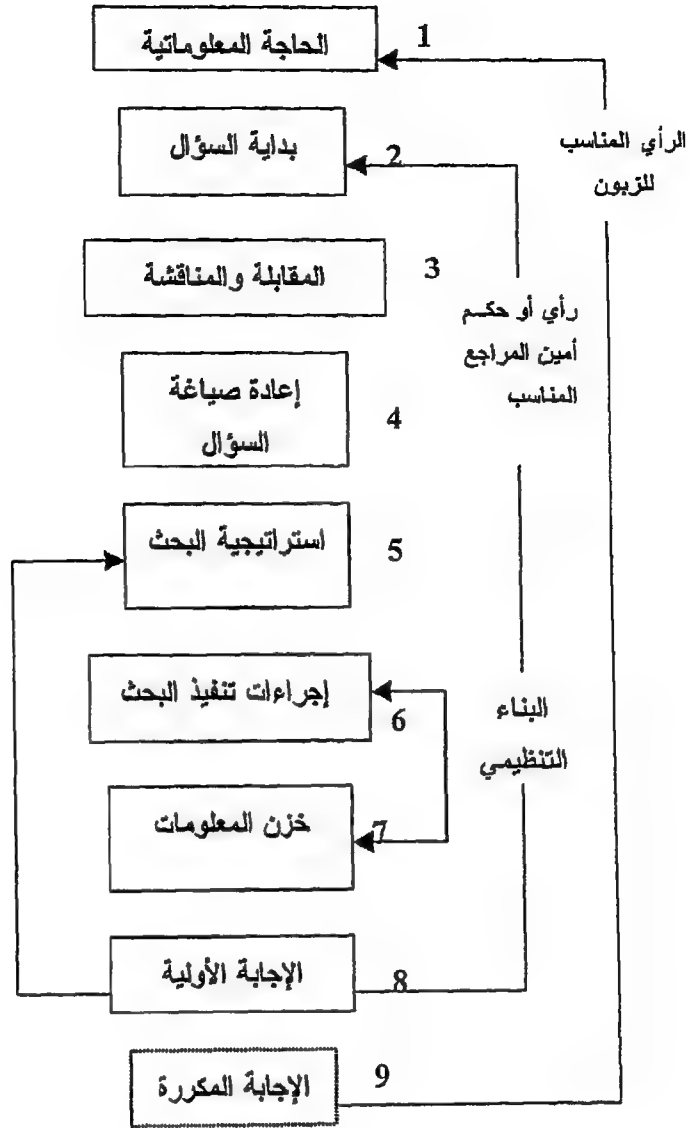 الحاجة المعلوماتية
1
الرأي المناسب
للزبون
بداية السؤال
2
المقابلة والمناقشة
3
رأي أو حكم
أمين المراجع
المناسب
إعادة صياغة
السؤال
4
استراتيجية البحث
5
إجراءات تنفيذ البحث
6
البناء
التنظيمي
خزن المعلومات
7
الإجابة الأولية
8
الإجابة المكررة
9